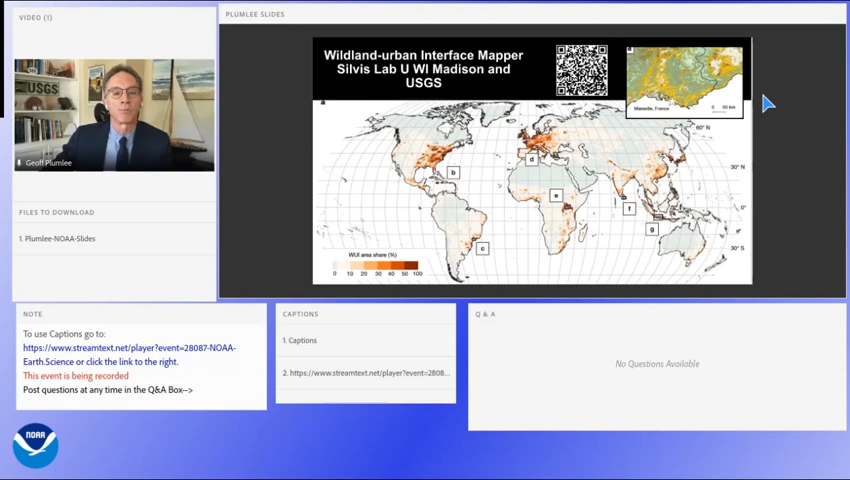 VIDEO (1)
USGS
Geoff Plumlee
FILES TO DOWNLOAD
1. Plumlee-NOAA-Slides
PLUMLEE SLIDES
Wildland-urban Interface Mapper
Silvis Lab U WI Madison and
USGS
d
Marseille, France
0 50 km
a
60° N
30° N
0°
30° S
b
c
d
e
f
g
WUI area share (%)
0 10 20 30 40 50 100
NOTE
To use Captions go to:
https://www.streamtext.net/player?event=28087-NOAA-
Earth.Science or click the link to the right.
This event is being recorded
Post questions at any time in the Q&A Box-->
CAPTIONS
1. Captions
2. https://www.streamtext.net/player?event=2808...
Q & A
No Questions Available
NOAA